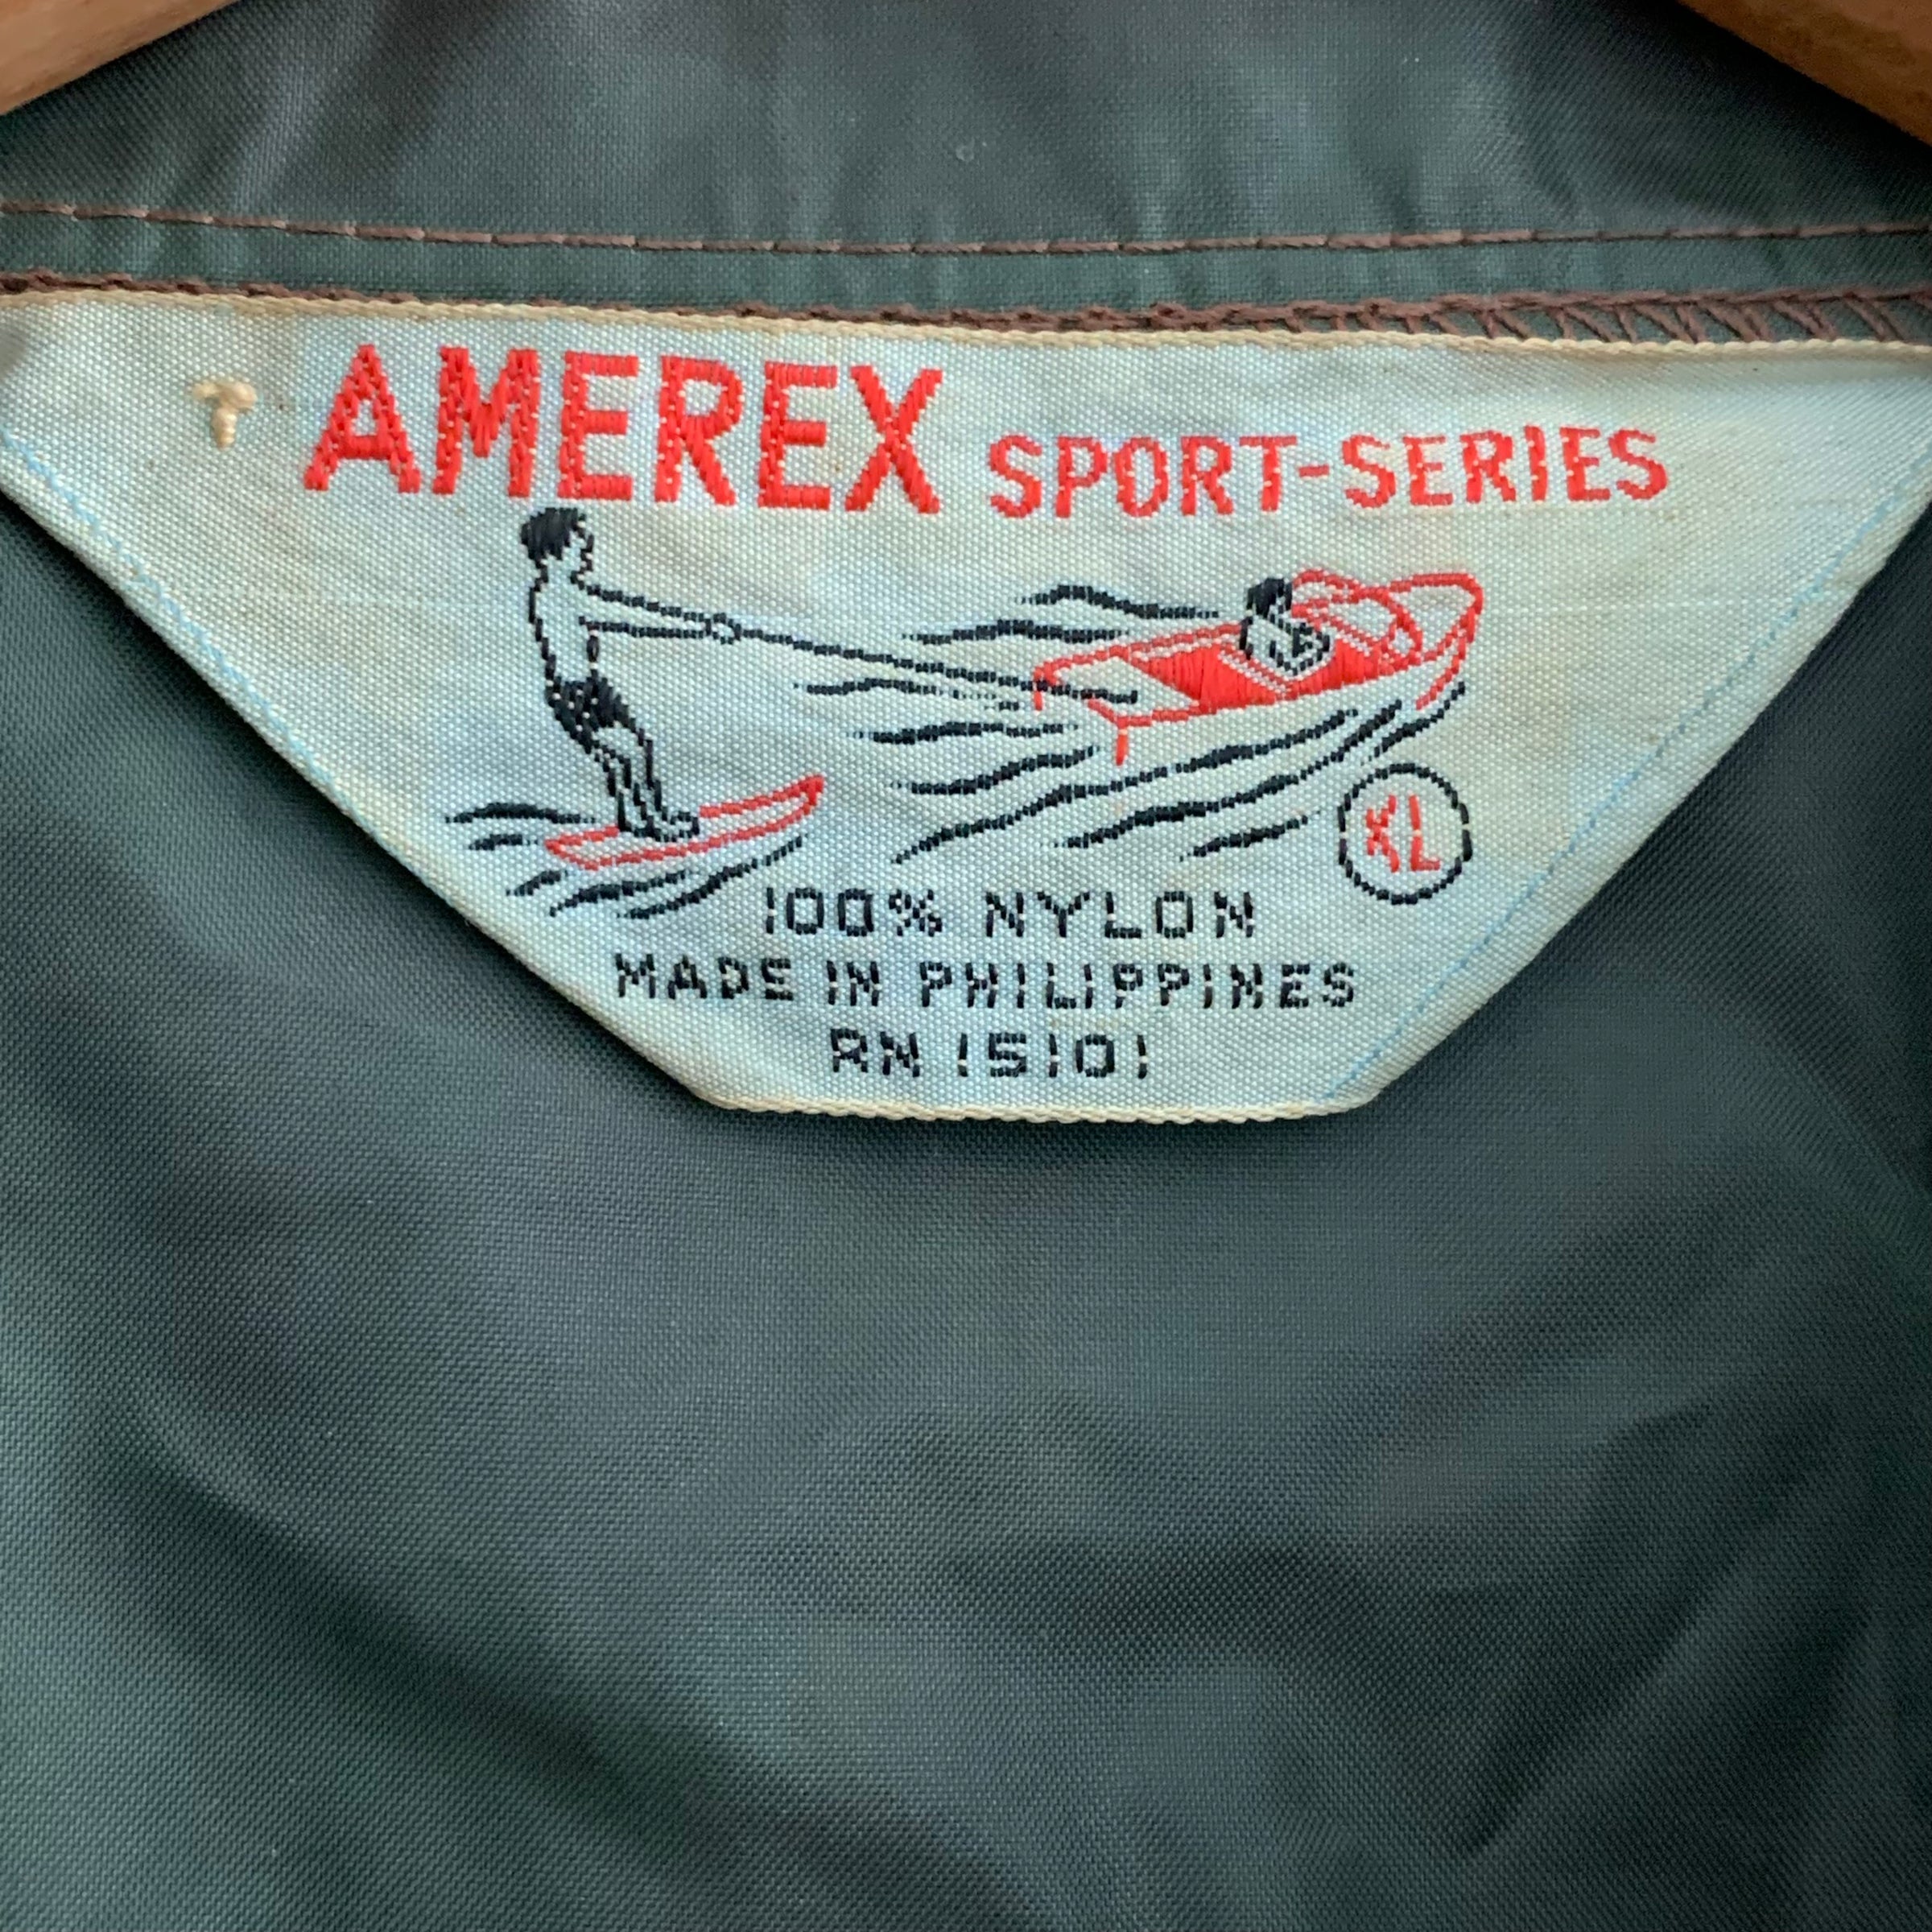 AMEREX SPORT-SERIES
XL
100% NYLON
MADE IN PHILIPPINES
RN 15101